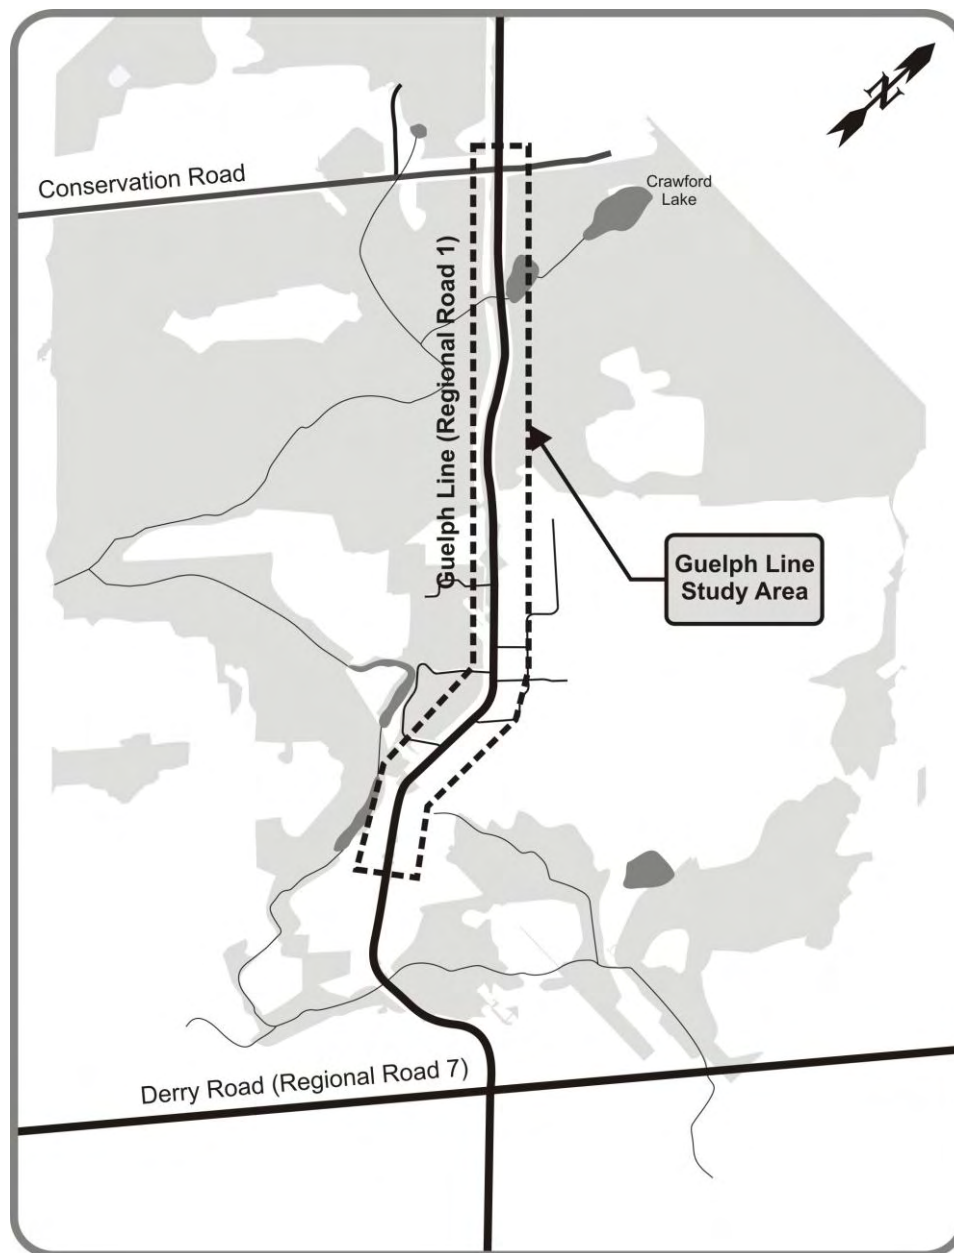 N
Conservation Road
Crawford
Lake
Guelph Line (Regional Road 1)
Guelph Line
Study Area
Derry Road (Regional Road 7)